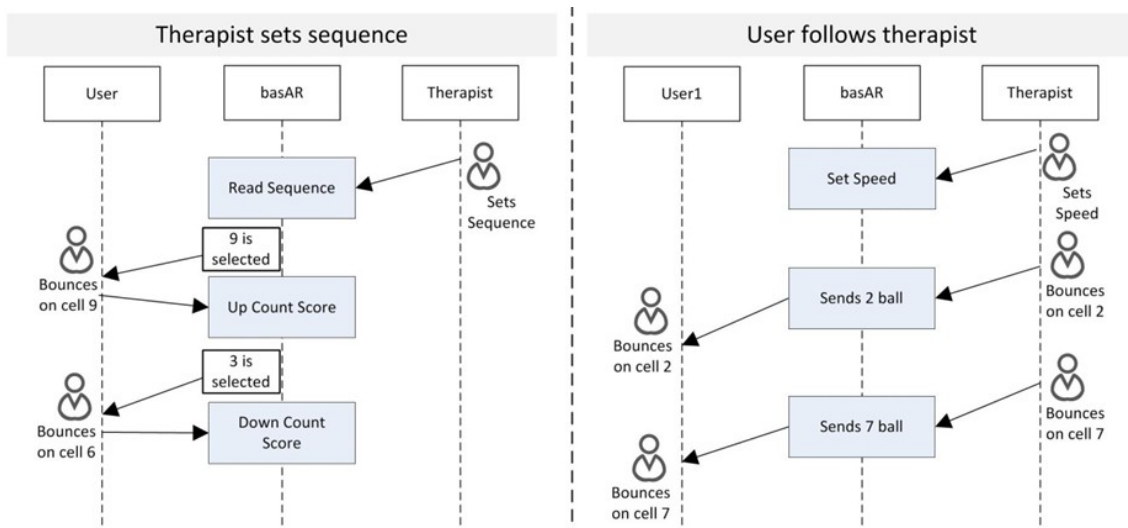 Therapist sets sequence
User
basAR
Therapist
Read Sequence
Sets
Sequence
9 is
selected
Bounces
on cell 9
Up Count Score
3 is
selected
Bounces
on cell 6
Down Count
Score
User follows therapist
User1
basAR
Therapist
Set Speed
Sets
Speed
Sends 2 ball
Bounces
on cell 2
Bounces
on cell 2
Sends 7 ball
Bounces
on cell 7
Bounces
on cell 7